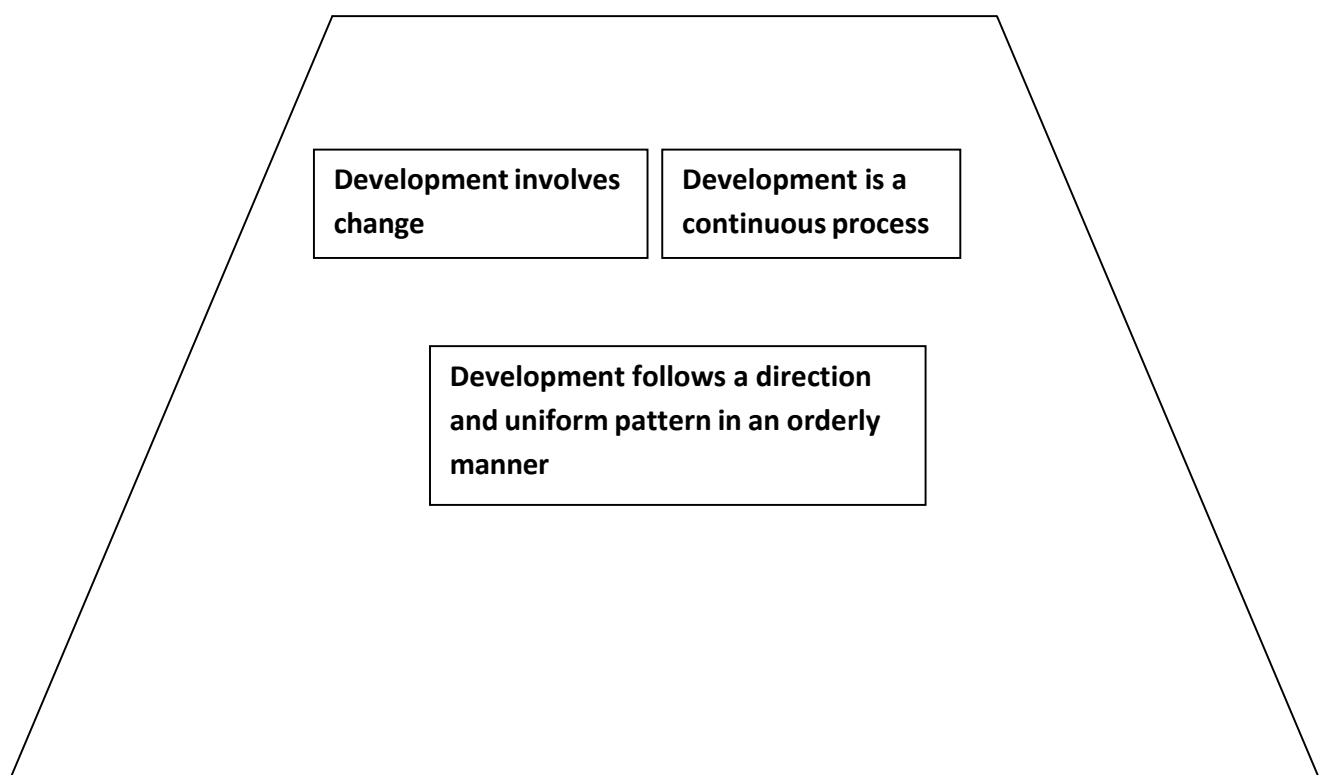 Development involves
change
Development is a
continuous process
Development follows a direction
and uniform pattern in an orderly
manner